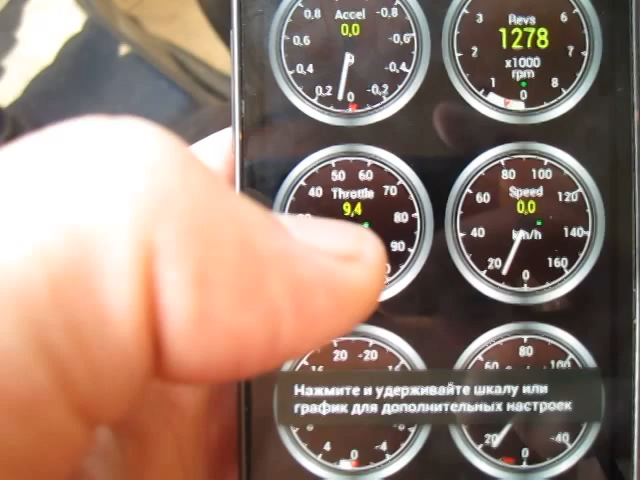 0,8 Accel -0,8
0,0
0,6 -0,6
0,4 -0,4
0,2 0 -0,2
3 Revs 6
1278
2 7
x1000
rpm
1 0 8
50 60
40 Throttle 70
9,4
80
90
80 100
60 Speed 120
0,0
40 km/h 140
20 0 160
20 -20
4 0 -4
80
60 100
20 0 -40
Нажмите и удерживайте шкалу или
график для дополнительных настроек